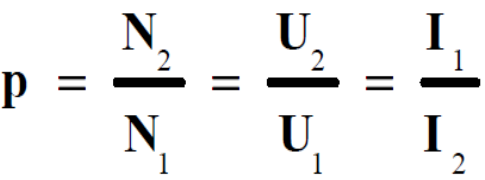 p = N₂/N₁ = U₂/U₁ = I₁/I₂